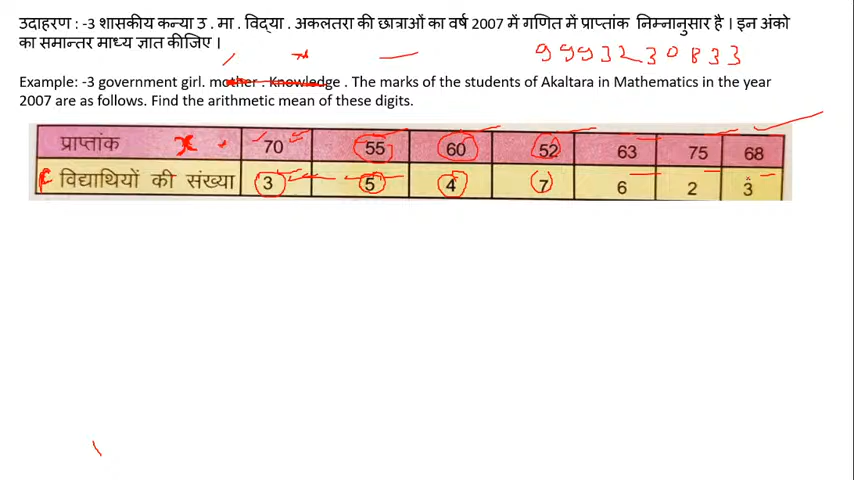 उदाहरण : -3 शासकीय कन्या उ . मा . विद्या . अकलतरा की छात्राओं का वर्ष 2007 में गणित में प्राप्तांक निम्नानुसार है । इन अंको
का समान्तर माध्य ज्ञात कीजिए ।
9993230833
Example: -3 government girl. mother . Knowledge . The marks of the students of Akaltara in Mathematics in the year
2007 are as follows. Find the arithmetic mean of these digits.
प्राप्तांक x 70 55 60 52 63 75 68
f विद्यार्थियों की संख्या 3 5 4 7 6 2 3